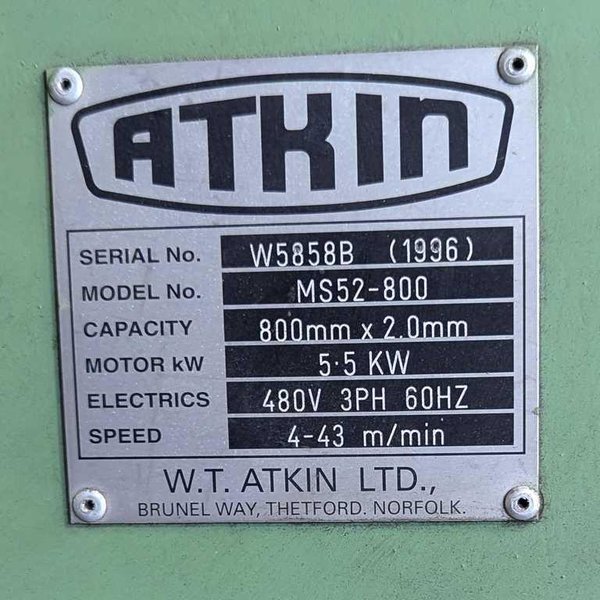 ATKIN
SERIAL No. W5858B (1996)
MODEL No. MS52-800
CAPACITY 800mm x 2.0mm
MOTOR kW 5·5 KW
ELECTRICS 480V 3PH 60HZ
SPEED 4-43 m/min
W.T. ATKIN LTD.,
BRUNEL WAY, THETFORD. NORFOLK.